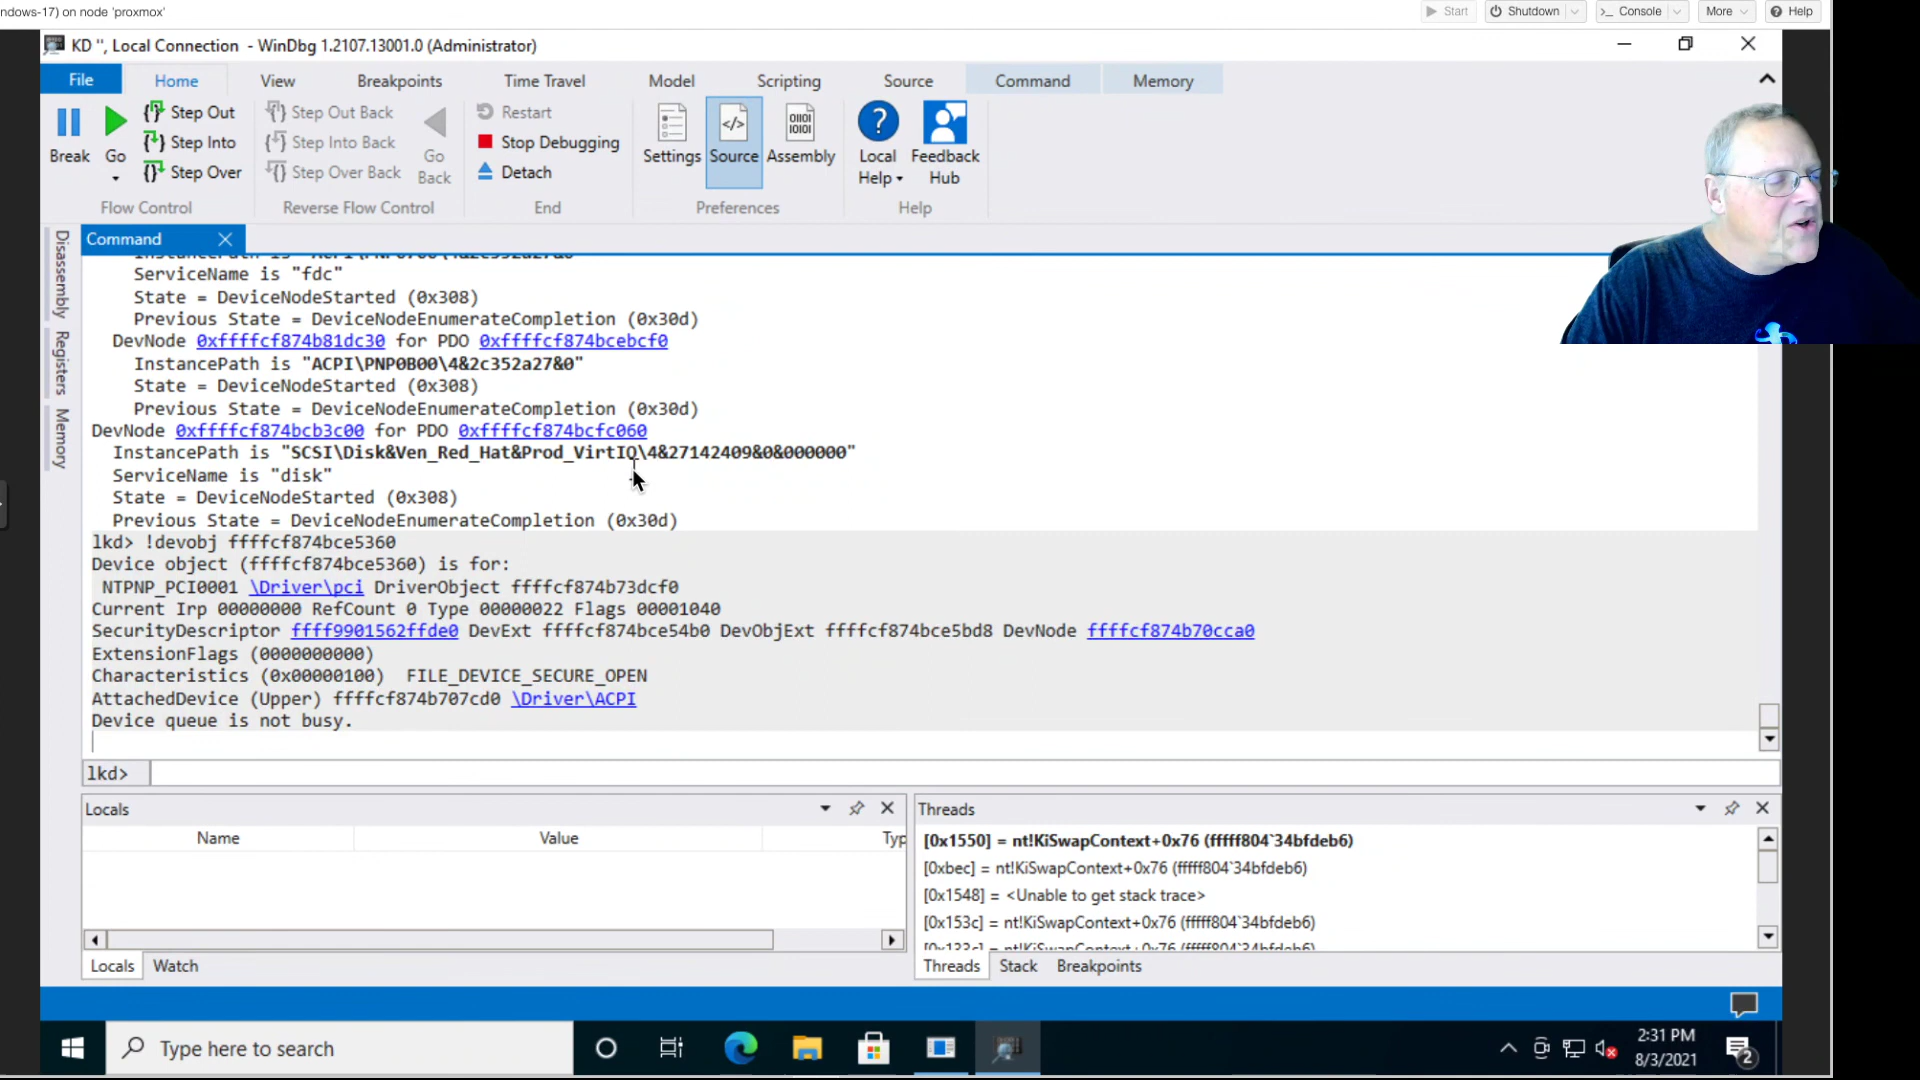 ndows-17) on node 'proxmox'
Start
Shutdown
>_ Console
More
Help
KD '', Local Connection - WinDbg 1.2107.13001.0 (Administrator)
File
Home
View
Breakpoints
Time Travel
Model
Scripting
Source
Command
Memory
Break
Go
Step Out
Step Into
Step Over
Flow Control
Step Out Back
Step Into Back
Step Over Back
Go Back
Reverse Flow Control
Restart
Stop Debugging
Detach
End
Settings
Source
Assembly
Preferences
Local Help
Feedback Hub
Help
Disassembly
Registers
Memory
Command
ServiceName is "fdc"
State = DeviceNodeStarted (0x308)
Previous State = DeviceNodeEnumerateCompletion (0x30d)
DevNode 0xffffcf874b81dc30 for PDO 0xffffcf874bcebcf0
InstancePath is "ACPI\PNP0B00\4&2c352a27&0"
State = DeviceNodeStarted (0x308)
Previous State = DeviceNodeEnumerateCompletion (0x30d)
DevNode 0xffffcf874bcb3c00 for PDO 0xffffcf874bcfc060
InstancePath is "SCSI\Disk&Ven_Red_Hat&Prod_VirtIO\4&27142409&0&000000"
ServiceName is "disk"
State = DeviceNodeStarted (0x308)
Previous State = DeviceNodeEnumerateCompletion (0x30d)
lkd> !devobj ffffcf874bce5360
Device object (ffffcf874bce5360) is for:
NTPNP_PCI0001 \Driver\pci DriverObject ffffcf874b73dcf0
Current Irp 00000000 RefCount 0 Type 00000022 Flags 00001040
SecurityDescriptor ffff9901562ffde0 DevExt ffffcf874bce54b0 DevObjExt ffffcf874bce5bd8 DevNode ffffcf874b70cca0
ExtensionFlags (0000000000)
Characteristics (0x00000100) FILE_DEVICE_SECURE_OPEN
AttachedDevice (Upper) ffffcf874b707cd0 \Driver\ACPI
Device queue is not busy.
lkd>
Locals
Name
Value
Typ
Locals
Watch
Threads
[0x1550] = nt!KiSwapContext+0x76 (fffff804`34bfdeb6)
[0xbec] = nt!KiSwapContext+0x76 (fffff804`34bfdeb6)
[0x1548] = <Unable to get stack trace>
[0x153c] = nt!KiSwapContext+0x76 (fffff804`34bfdeb6)
Threads
Stack
Breakpoints
Type here to search
2:31 PM
8/3/2021
2